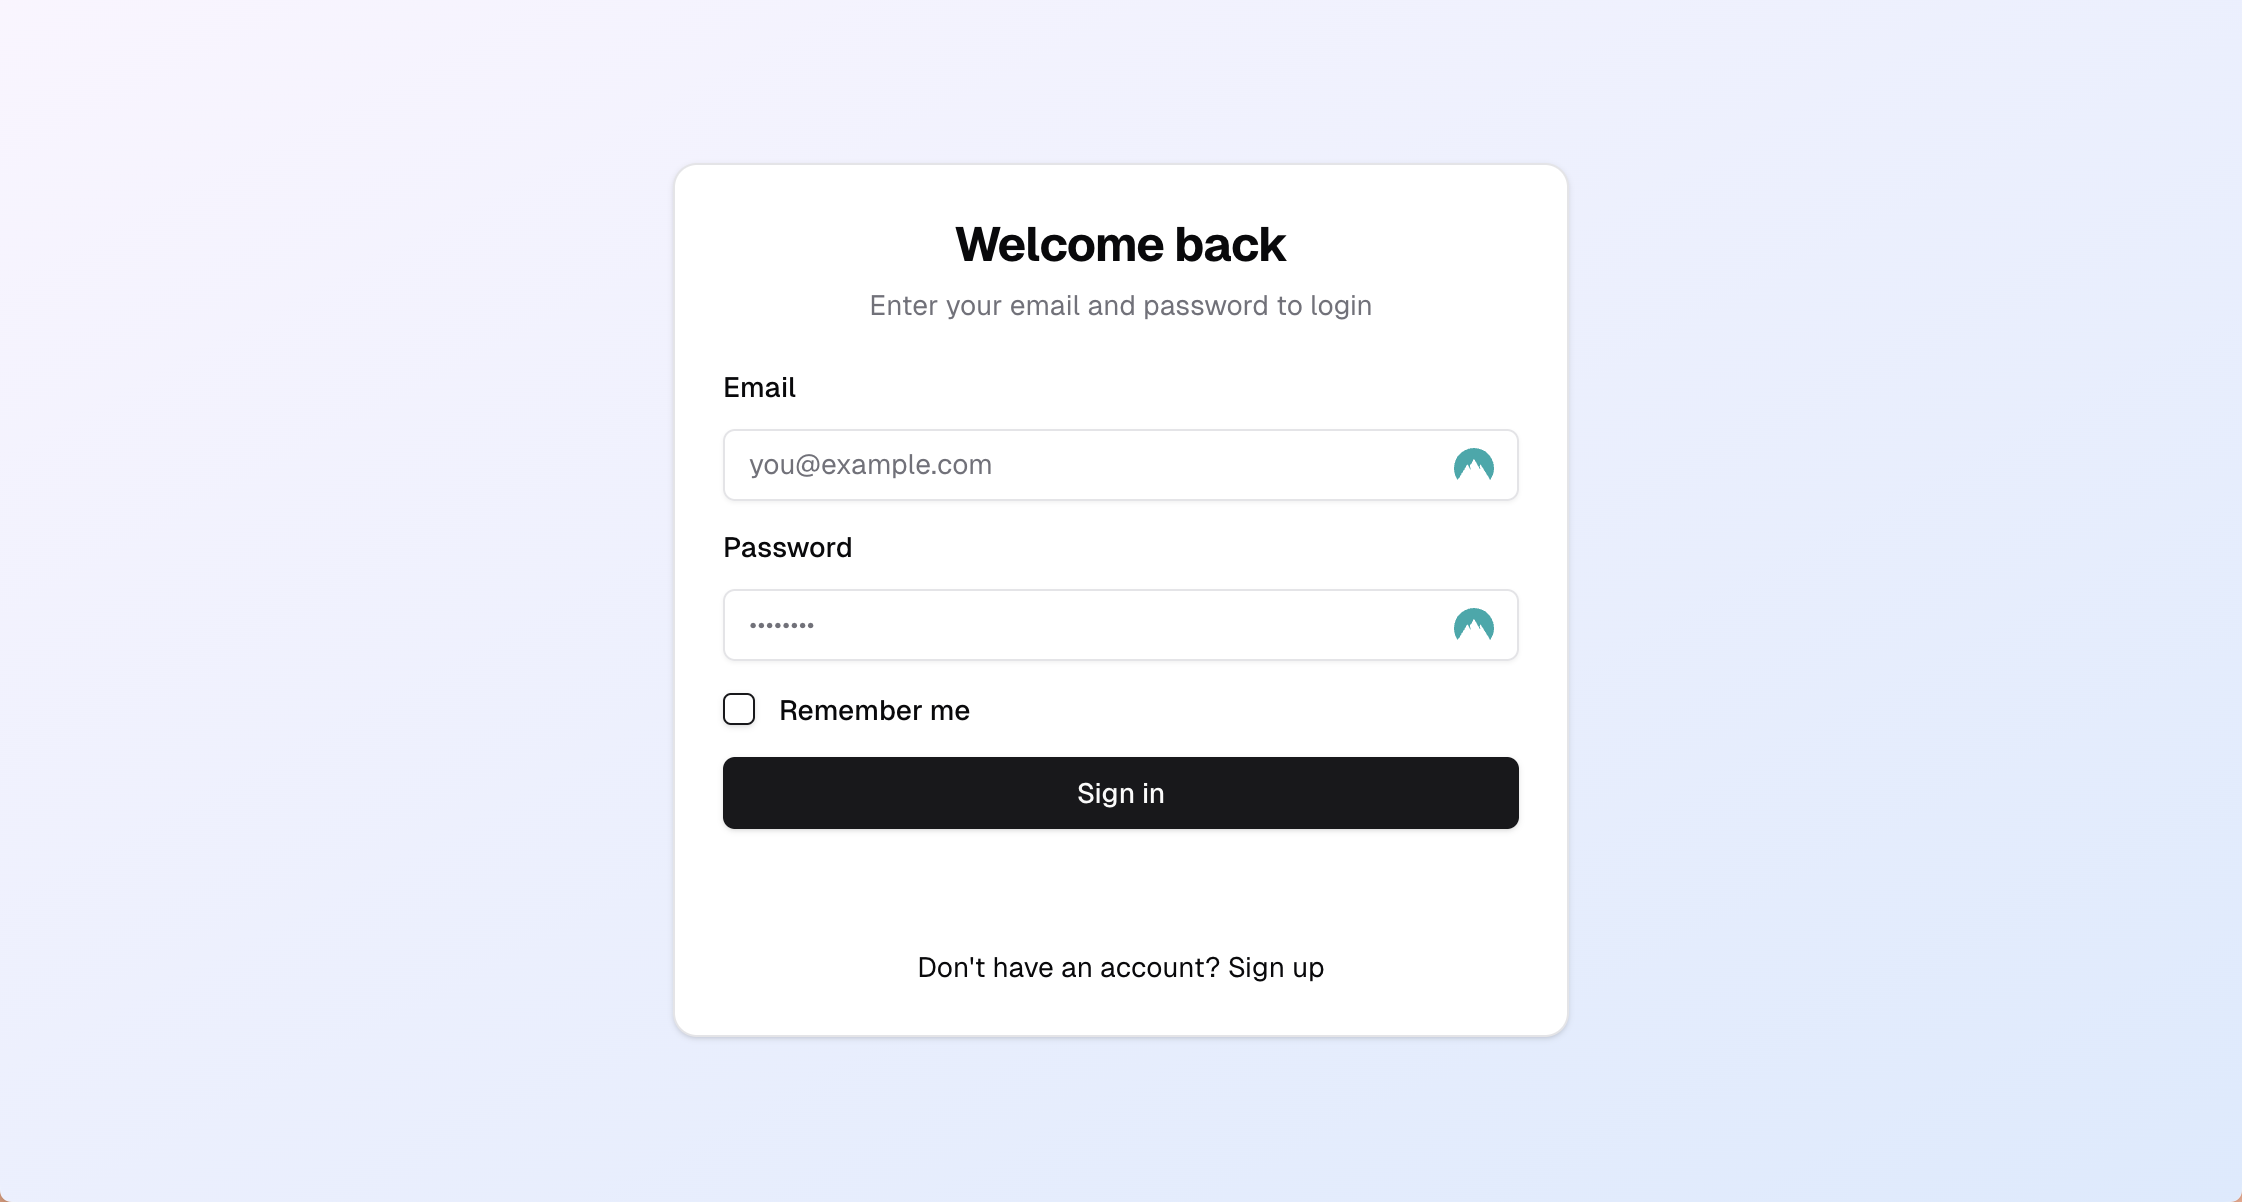 Welcome back
Enter your email and password to login
Email
you@example.com
Password
••••••••
Remember me
Sign in
Don't have an account? Sign up